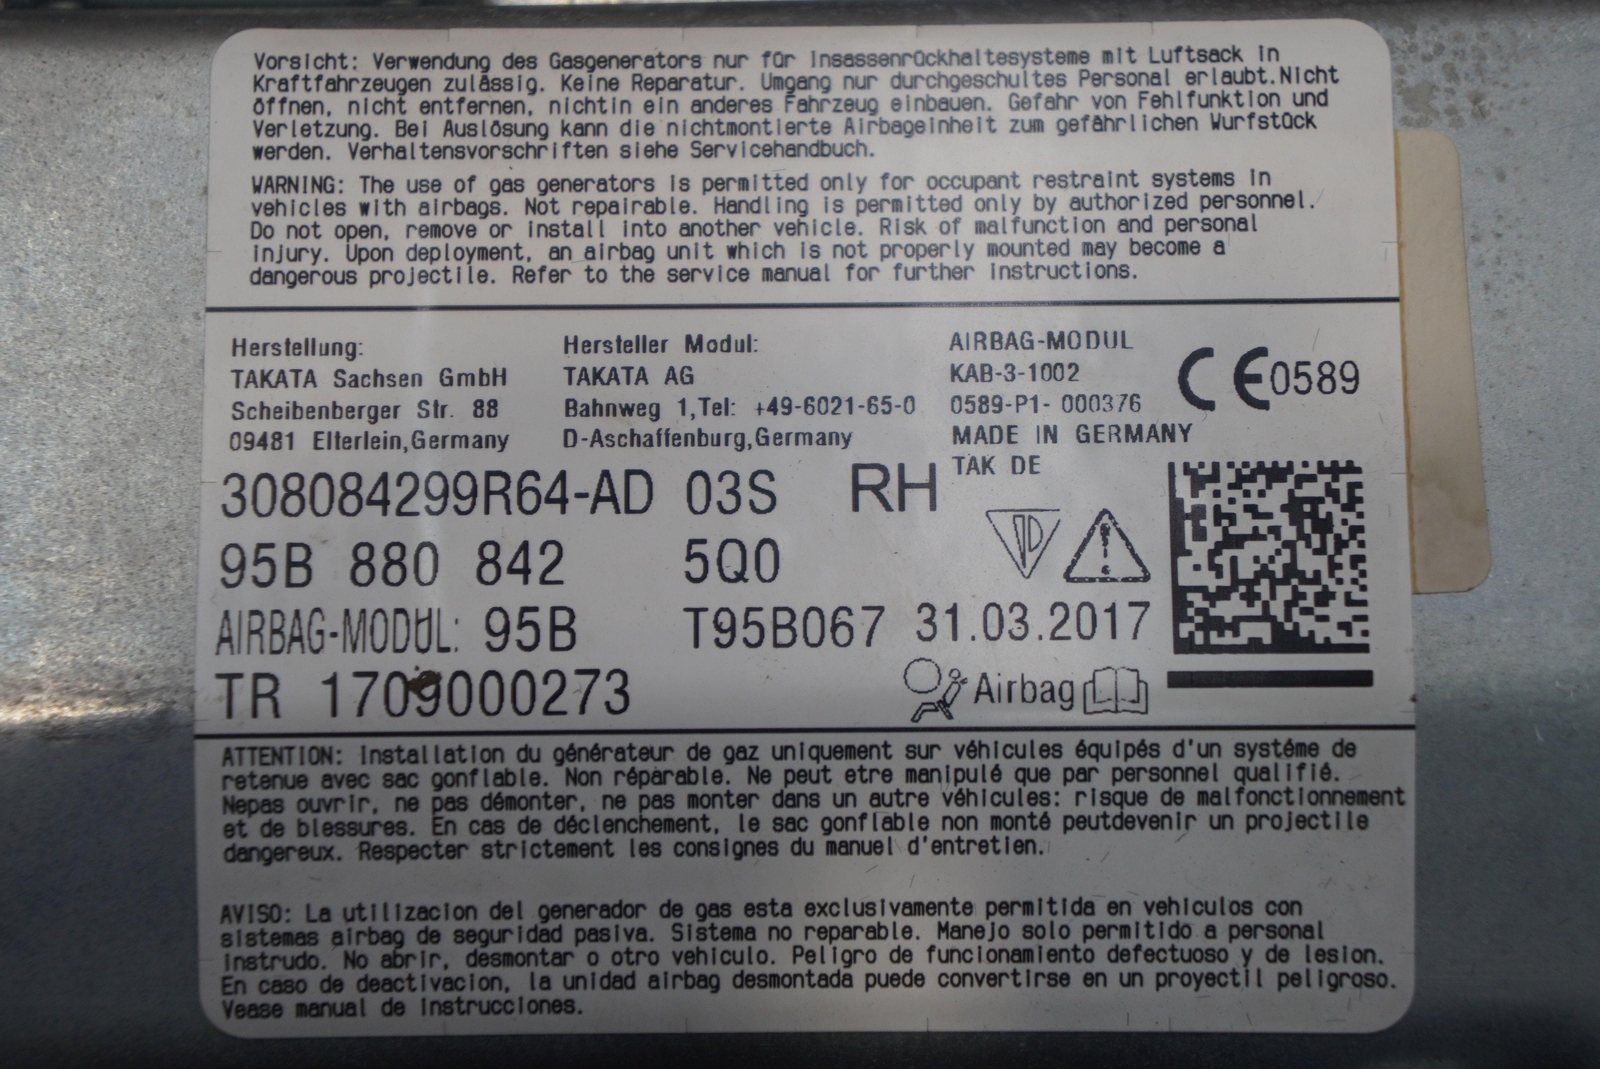 Vorsicht: Verwendung des Gasgenerators nur für Insassenrückhaltesysteme mit Luftsack in
Kraftfahrzeugen zulässig. Keine Reparatur. Umgang nur durchgeschultes Personal erlaubt.Nicht
öffnen, nicht entfernen, nichtin ein anderes Fahrzeug einbauen. Gefahr von Fehlfunktion und
Verletzung. Bei Auslösung kann die nichtmontierte Airbageinheit zum gefährlichen Wurfstück
werden. Verhaltensvorschriften siehe Servicehandbuch.
WARNING: The use of gas generators is permitted only for occupant restraint systems in
vehicles with airbags. Not repairable. Handling is permitted only by authorized personnel.
Do not open, remove or install into another vehicle. Risk of malfunction and personal
injury. Upon deployment, an airbag unit which is not properly mounted may become a
dangerous projectile. Refer to the service manual for further instructions.
Herstellung:
TAKATA Sachsen GmbH
Scheibenberger Str. 88
09481 Elterlein,Germany
Hersteller Modul:
TAKATA AG
Bahnweg 1,Tel: +49-6021-65-0
D-Aschaffenburg,Germany
AIRBAG-MODUL
KAB-3-1002
0589-P1- 000376
MADE IN GERMANY
TAK DE
CE0589
308084299R64-AD 03S RH
95B 880 842 5Q0
AIRBAG-MODUL: 95B T95B067 31.03.2017
TR 1709000273 Airbag
ATTENTION: Installation du générateur de gaz uniquement sur véhicules équipés d'un systéme de
retenue avec sac gonflable. Non réparable. Ne peut etre manipulé que par personnel qualifié.
Nepas ouvrir, ne pas démonter, ne pas monter dans un autre véhicules: risque de malfonctionnement
et de blessures. En cas de déclenchement, le sac gonflable non monté peutdevenir un projectile
dangereux. Respecter strictement les consignes du manuel d'entretien.
AVISO: La utilizacion del generador de gas esta exclusivamente permitida en vehiculos con
sistemas airbag de seguridad pasiva. Sistema no reparable. Manejo solo permitido a personal
instrudo. No abrir, desmontar o otro vehiculo. Peligro de funcionamiento defectuoso y de lesion.
En caso de deactivacion, la unidad airbag desmontada puede convertirse en un proyectil peligroso.
Vease manual de instrucciones.